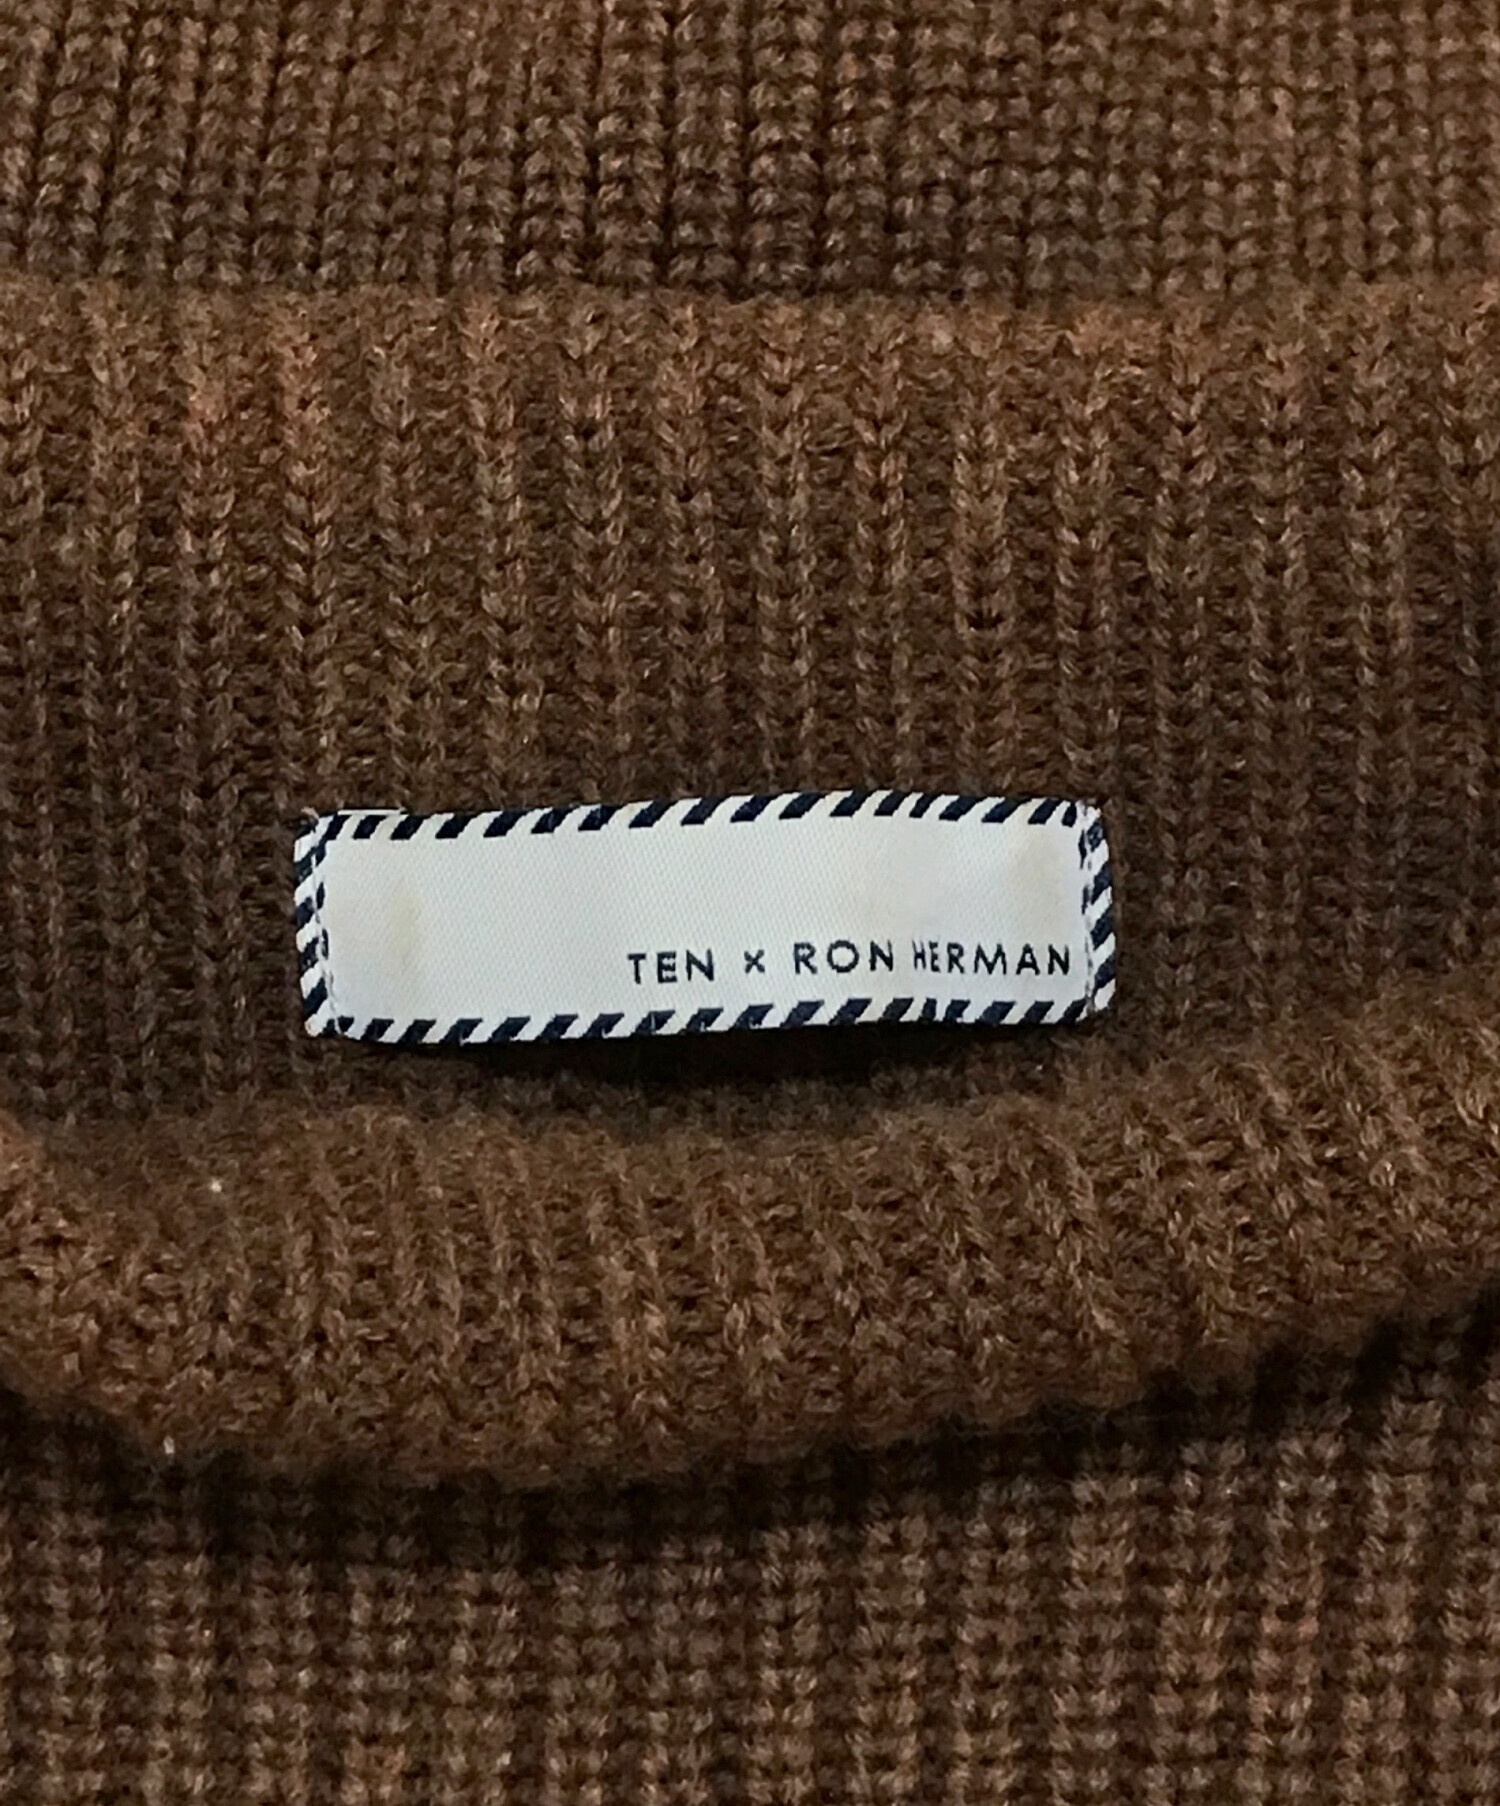 TEN × RON HERMAN